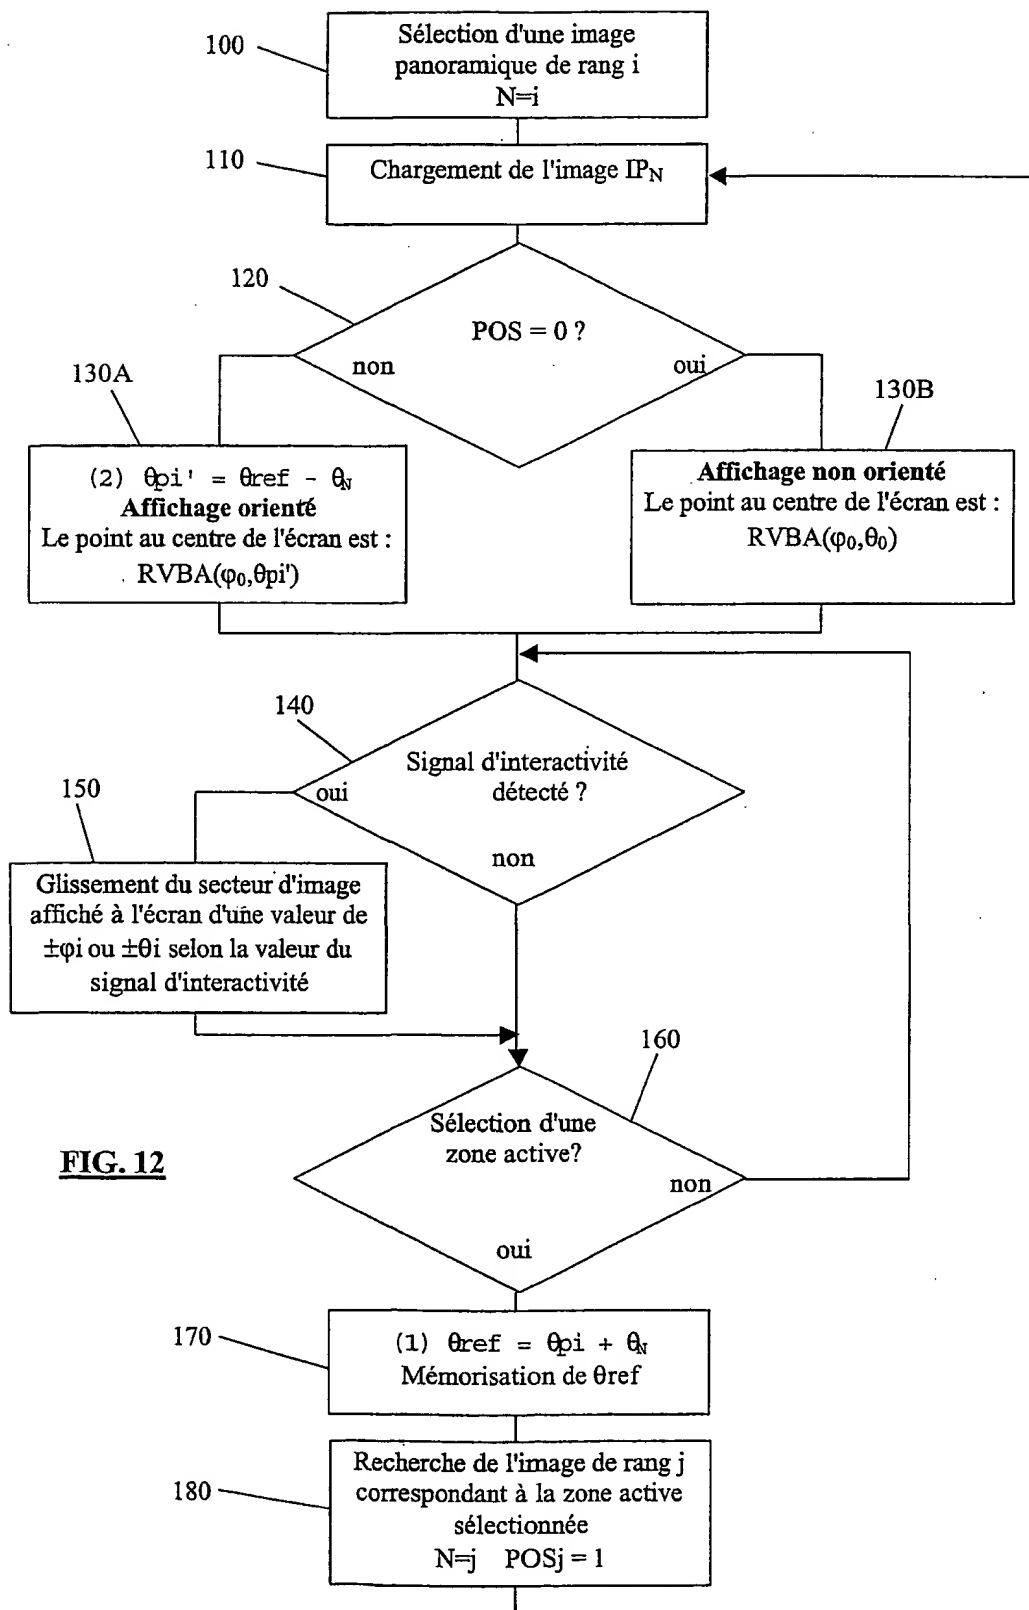 100
Sélection d'une image
panoramique de rang i
N=i
110
Chargement de l'image IP_N
120
POS = 0 ?
non
oui
130A
130B
(2) θpi' = θref - θ_N
Affichage orienté
Le point au centre de l'écran est :
RVBA(φ₀,θpi')
Affichage non orienté
Le point au centre de l'écran est :
RVBA(φ₀,θ₀)
140
Signal d'interactivité
détecté ?
oui
non
150
Glissement du secteur d'image
affiché à l'écran d'une valeur de
±φi ou ±θi selon la valeur du
signal d'interactivité
160
Sélection d'une
zone active?
non
oui
FIG. 12
170
(1) θref = θpi + θ_N
Mémorisation de θref
180
Recherche de l'image de rang j
correspondant à la zone active
sélectionnée
N=j POSj = 1